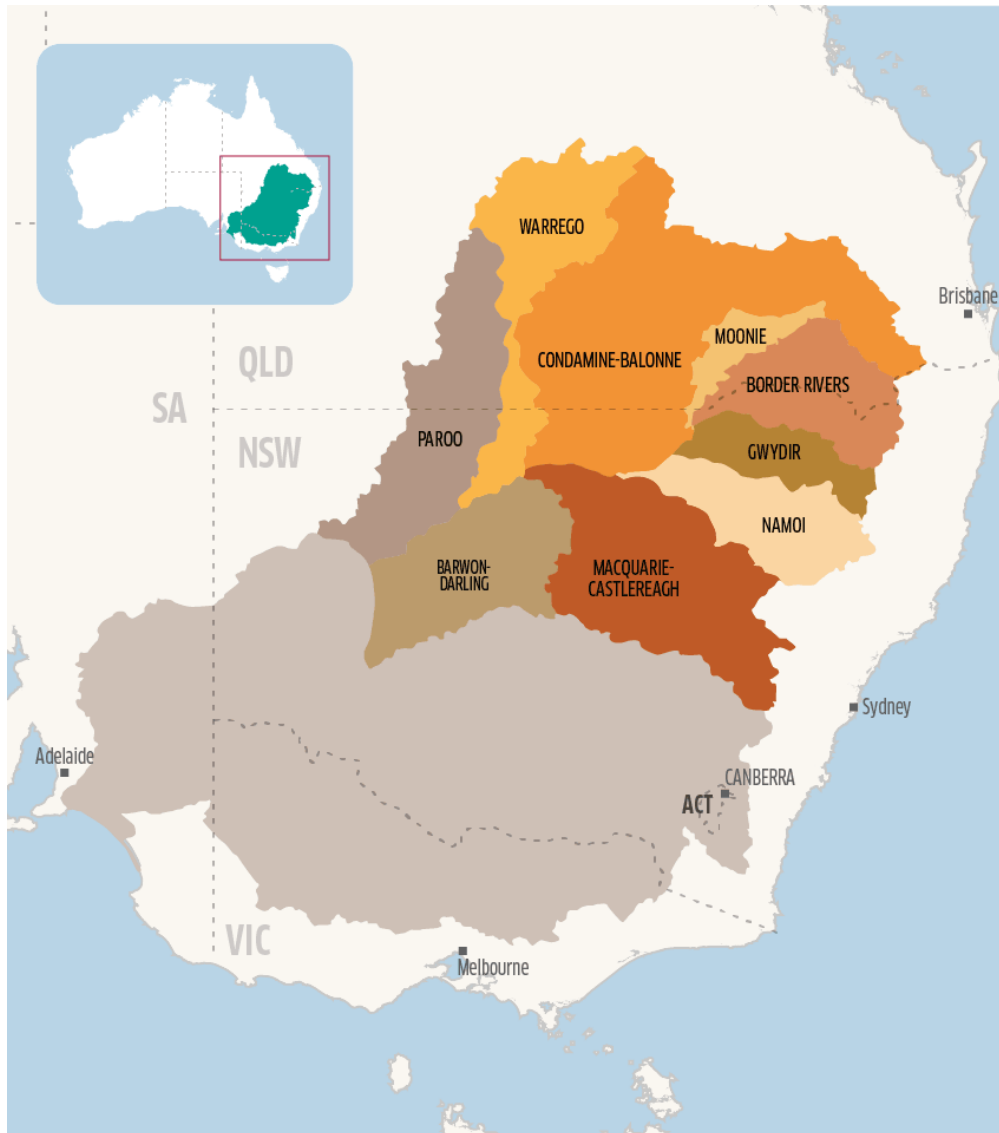 WARREGO
Brisbane
MOONIE
QLD
CONDAMINE-BALONNE
BORDER RIVERS
SA
PAROO
NSW
GWYDIR
NAMOI
BARWON-
DARLING
MACQUARIE-
CASTLEREAGH
Sydney
Adelaide
CANBERRA
ACT
VIC
Melbourne